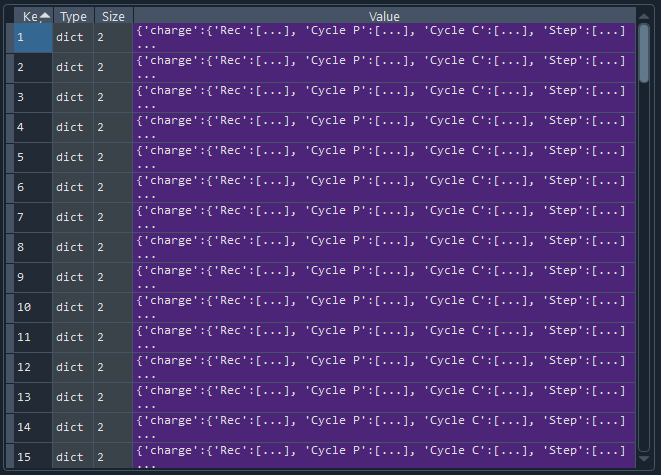 Ke Type Size Value
1 dict 2 {'charge':{'Rec':[...], 'Cycle P':[...], 'Cycle C':[...], 'Step':[...]
...
2 dict 2 {'charge':{'Rec':[...], 'Cycle P':[...], 'Cycle C':[...], 'Step':[...]
...
3 dict 2 {'charge':{'Rec':[...], 'Cycle P':[...], 'Cycle C':[...], 'Step':[...]
...
4 dict 2 {'charge':{'Rec':[...], 'Cycle P':[...], 'Cycle C':[...], 'Step':[...]
...
5 dict 2 {'charge':{'Rec':[...], 'Cycle P':[...], 'Cycle C':[...], 'Step':[...]
...
6 dict 2 {'charge':{'Rec':[...], 'Cycle P':[...], 'Cycle C':[...], 'Step':[...]
...
7 dict 2 {'charge':{'Rec':[...], 'Cycle P':[...], 'Cycle C':[...], 'Step':[...]
...
8 dict 2 {'charge':{'Rec':[...], 'Cycle P':[...], 'Cycle C':[...], 'Step':[...]
...
9 dict 2 {'charge':{'Rec':[...], 'Cycle P':[...], 'Cycle C':[...], 'Step':[...]
...
10 dict 2 {'charge':{'Rec':[...], 'Cycle P':[...], 'Cycle C':[...], 'Step':[...]
...
11 dict 2 {'charge':{'Rec':[...], 'Cycle P':[...], 'Cycle C':[...], 'Step':[...]
...
12 dict 2 {'charge':{'Rec':[...], 'Cycle P':[...], 'Cycle C':[...], 'Step':[...]
...
13 dict 2 {'charge':{'Rec':[...], 'Cycle P':[...], 'Cycle C':[...], 'Step':[...]
...
14 dict 2 {'charge':{'Rec':[...], 'Cycle P':[...], 'Cycle C':[...], 'Step':[...]
...
15 dict 2 {'charge':{'Rec':[...], 'Cycle P':[...], 'Cycle C':[...], 'Step':[...]
...